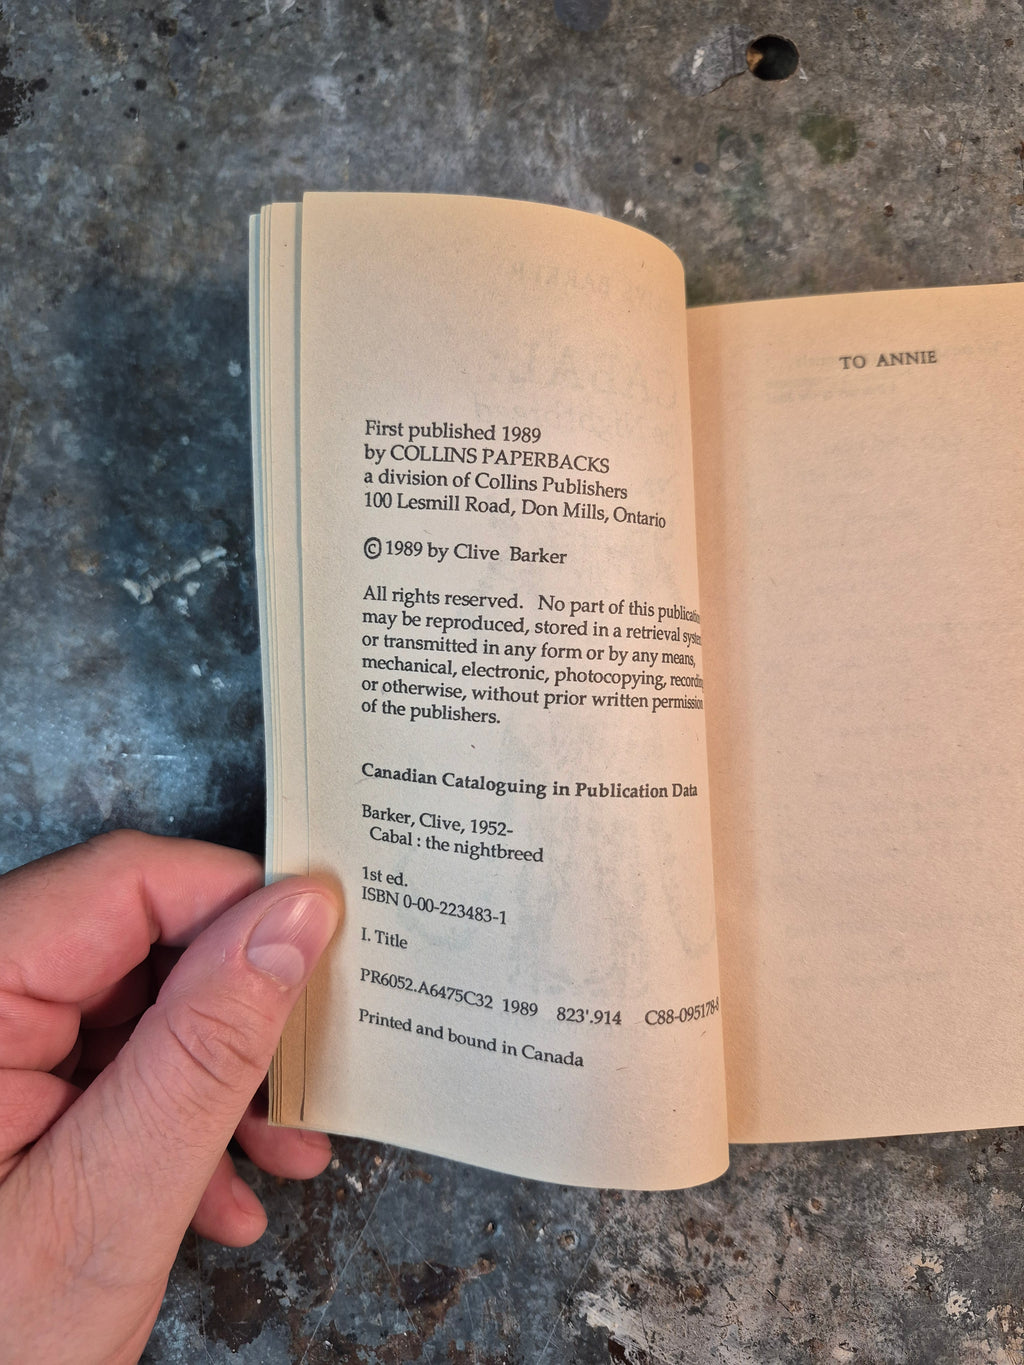 First published 1989
by COLLINS PAPERBACKS
a division of Collins Publishers
100 Lesmill Road, Don Mills, Ontario
© 1989 by Clive Barker
All rights reserved. No part of this publication
may be reproduced, stored in a retrieval system
or transmitted in any form or by any means,
mechanical, electronic, photocopying, recording
or otherwise, without prior written permission
of the publishers.
Canadian Cataloguing in Publication Data
Barker, Clive, 1952-
Cabal : the nightbreed
1st ed.
ISBN 0-00-223483-1
I. Title
PR6052.A6475C32 1989 823'.914 C88-095178-8
Printed and bound in Canada
TO ANNIE